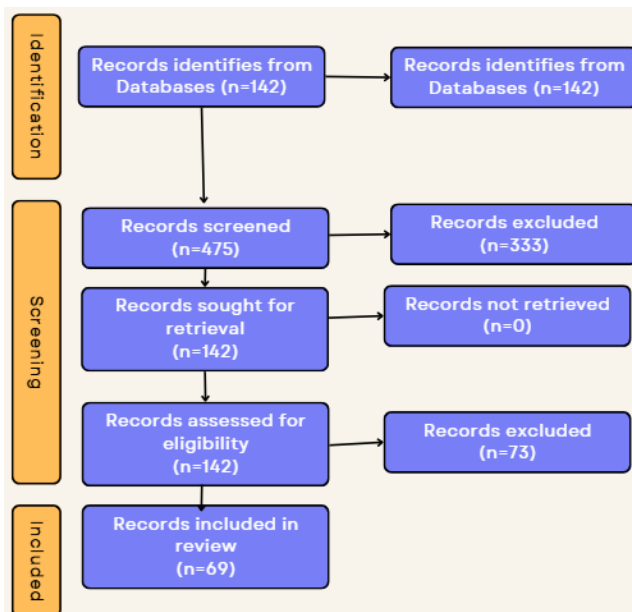 Identification
Records identifies from
Databases (n=142)
Records identifies from
Databases (n=142)
Screening
Records screened
(n=475)
Records excluded
(n=333)
Records sought for
retrieval
(n=142)
Records not retrieved
(n=0)
Records assessed for
eligibility
(n=142)
Records excluded
(n=73)
Included
Records included in
review
(n=69)